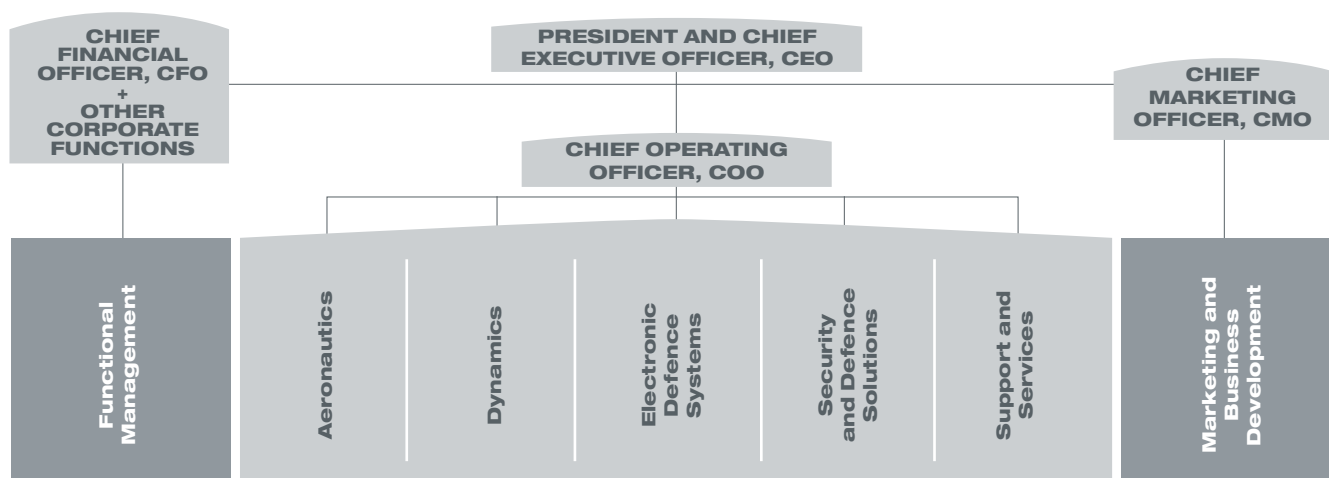 CHIEF
FINANCIAL
OFFICER, CFO
+
OTHER
CORPORATE
FUNCTIONS
PRESIDENT AND CHIEF
EXECUTIVE OFFICER, CEO
CHIEF
MARKETING
OFFICER, CMO
CHIEF OPERATING
OFFICER, COO
Functional
Management
Aeronautics
Dynamics
Electronic
Defence
Systems
Security
and Defence
Solutions
Support and
Services
Marketing and
Business
Development